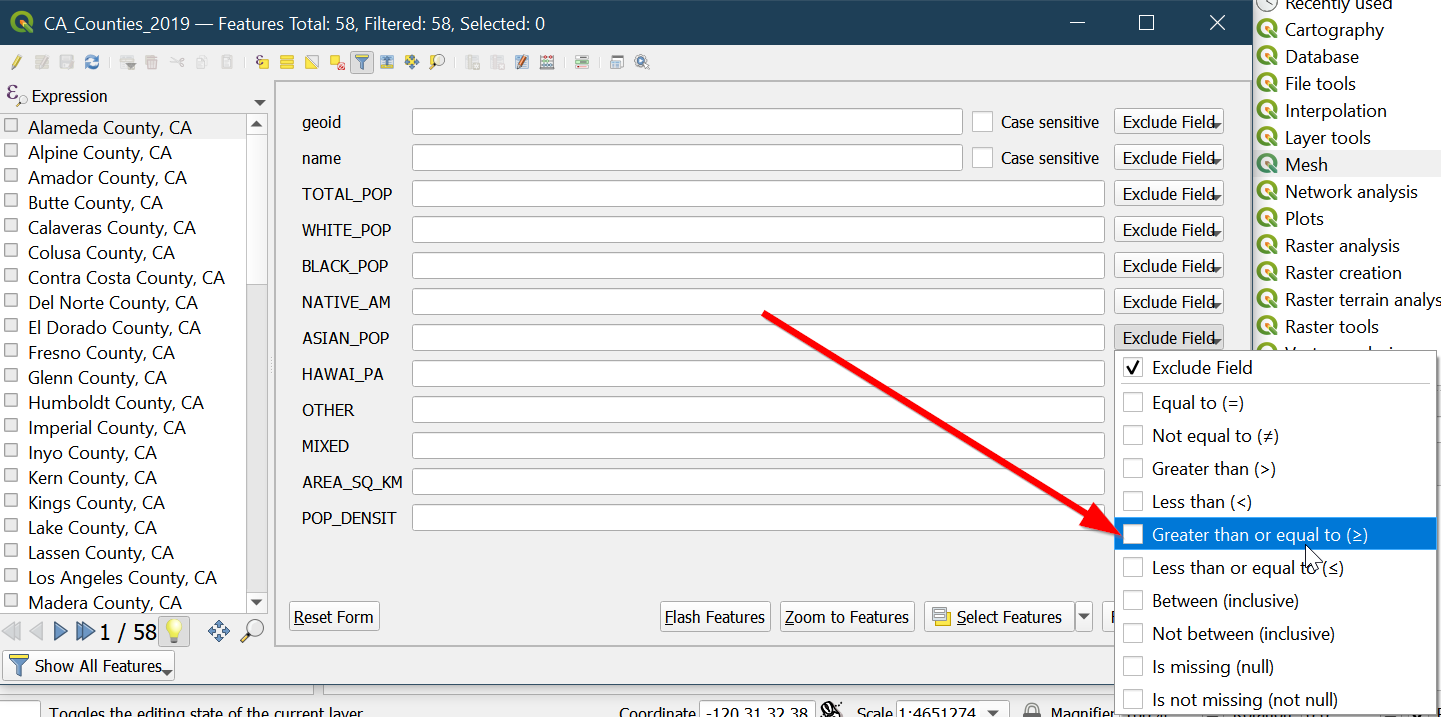 CA_Counties_2019 — Features Total: 58, Filtered: 58, Selected: 0
Expression
Alameda County, CA
Alpine County, CA
Amador County, CA
Butte County, CA
Calaveras County, CA
Colusa County, CA
Contra Costa County, CA
Del Norte County, CA
El Dorado County, CA
Fresno County, CA
Glenn County, CA
Humboldt County, CA
Imperial County, CA
Inyo County, CA
Kern County, CA
Kings County, CA
Lake County, CA
Lassen County, CA
Los Angeles County, CA
Madera County, CA
1 / 58
Show All Features
geoid Case sensitive Exclude Field
name Case sensitive Exclude Field
TOTAL_POP Exclude Field
WHITE_POP Exclude Field
BLACK_POP Exclude Field
NATIVE_AM Exclude Field
ASIAN_POP Exclude Field
HAWAI_PA
OTHER
MIXED
AREA_SQ_KM
POP_DENSIT
Exclude Field
Equal to (=)
Not equal to (≠)
Greater than (>)
Less than (<)
Greater than or equal to (≥)
Less than or equal to (≤)
Between (inclusive)
Not between (inclusive)
Is missing (null)
Is not missing (not null)
Reset Form Flash Features Zoom to Features Select Features
Recently used
Cartography
Database
File tools
Interpolation
Layer tools
Mesh
Network analysis
Plots
Raster analysis
Raster creation
Raster terrain analys
Raster tools
Toggles the editing state of the current layer Coordinate -120.31,32.38 Scale 1:4651274 Magnifier